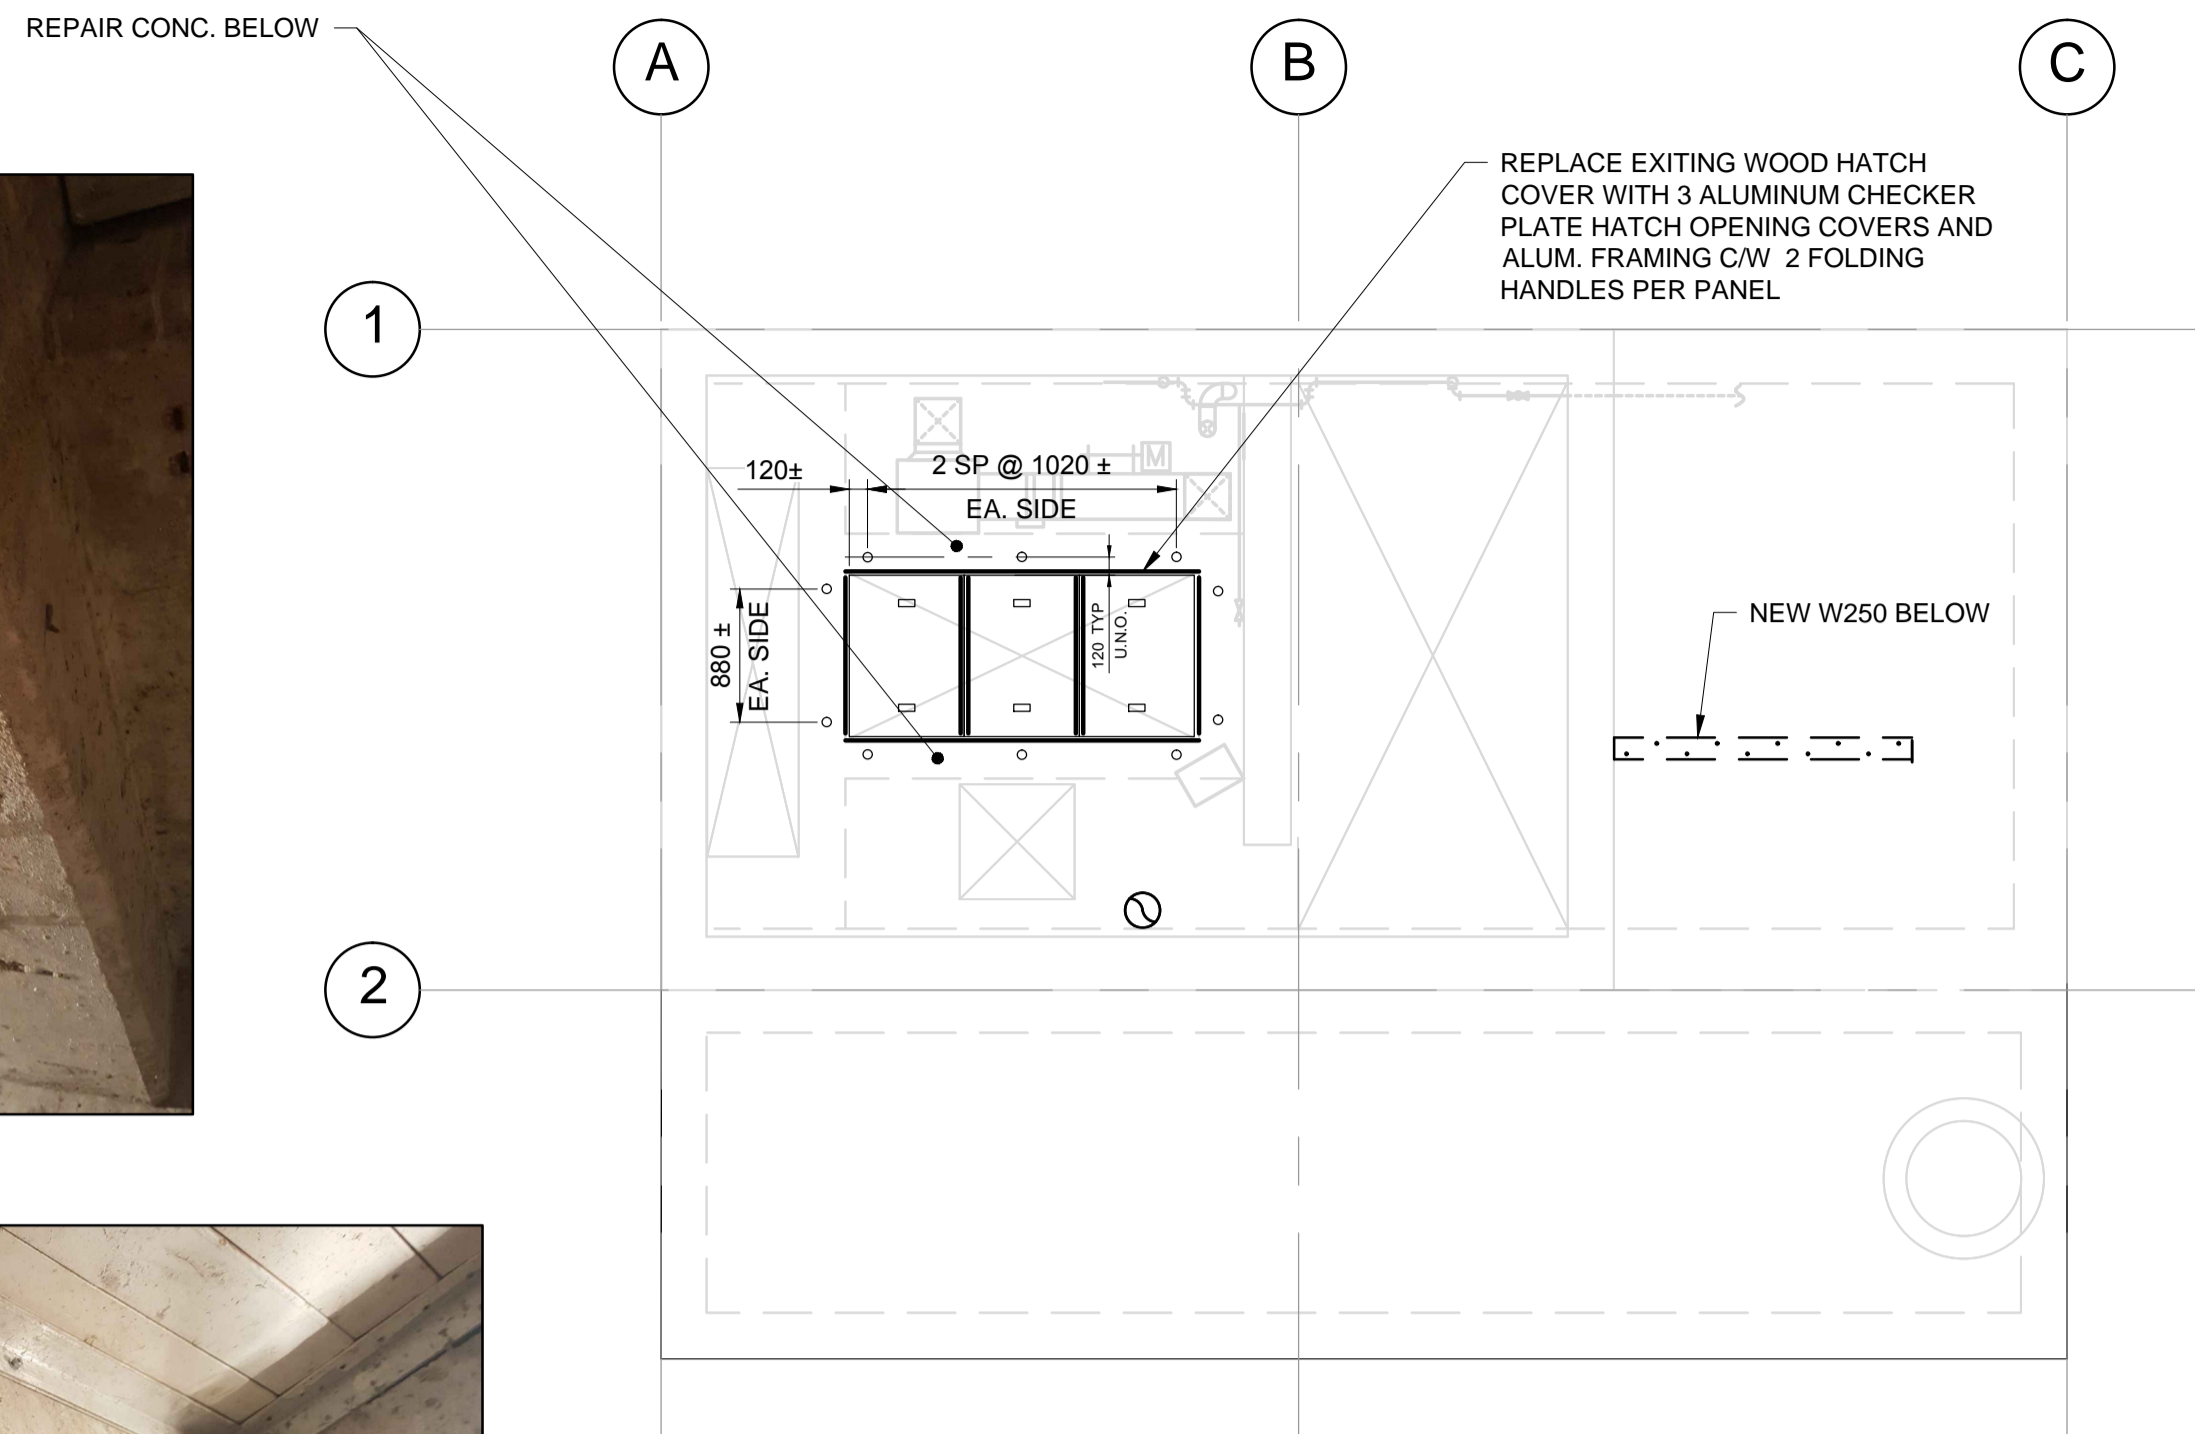 REPAIR CONC. BELOW
A
B
C
REPLACE EXITING WOOD HATCH
COVER WITH 3 ALUMINUM CHECKER
PLATE HATCH OPENING COVERS AND
ALUM. FRAMING C/W 2 FOLDING
HANDLES PER PANEL
1
M
120±
2 SP @ 1020 ±
EA. SIDE
880 ±
EA. SIDE
120 TYP
U.N.O.
NEW W250 BELOW
2